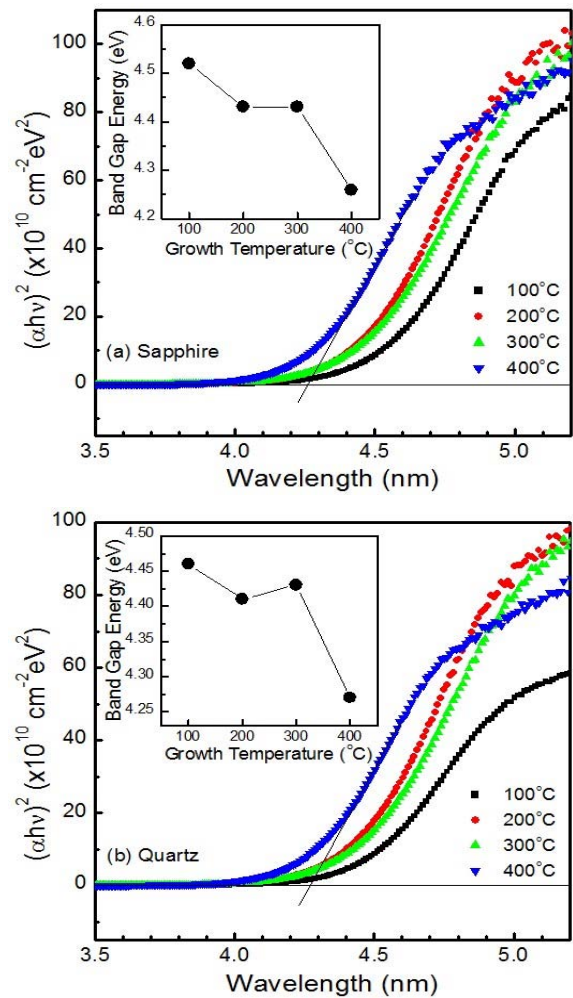 (αhν)² (x10¹⁰ cm⁻²eV²)
100
80
60
40
20
0
Band Gap Energy (eV)
4.6
4.5
4.4
4.3
4.2
100 200 300 400
Growth Temperature (°C)
100°C
200°C
300°C
400°C
(a) Sapphire
3.5 4.0 4.5 5.0
Wavelength (nm)
(αhν)² (x10¹⁰ cm⁻²eV²)
100
80
60
40
20
0
Band Gap Energy (eV)
4.50
4.45
4.40
4.35
4.30
4.25
100 200 300 400
Growth Temperature (°C)
100°C
200°C
300°C
400°C
(b) Quartz
3.5 4.0 4.5 5.0
Wavelength (nm)